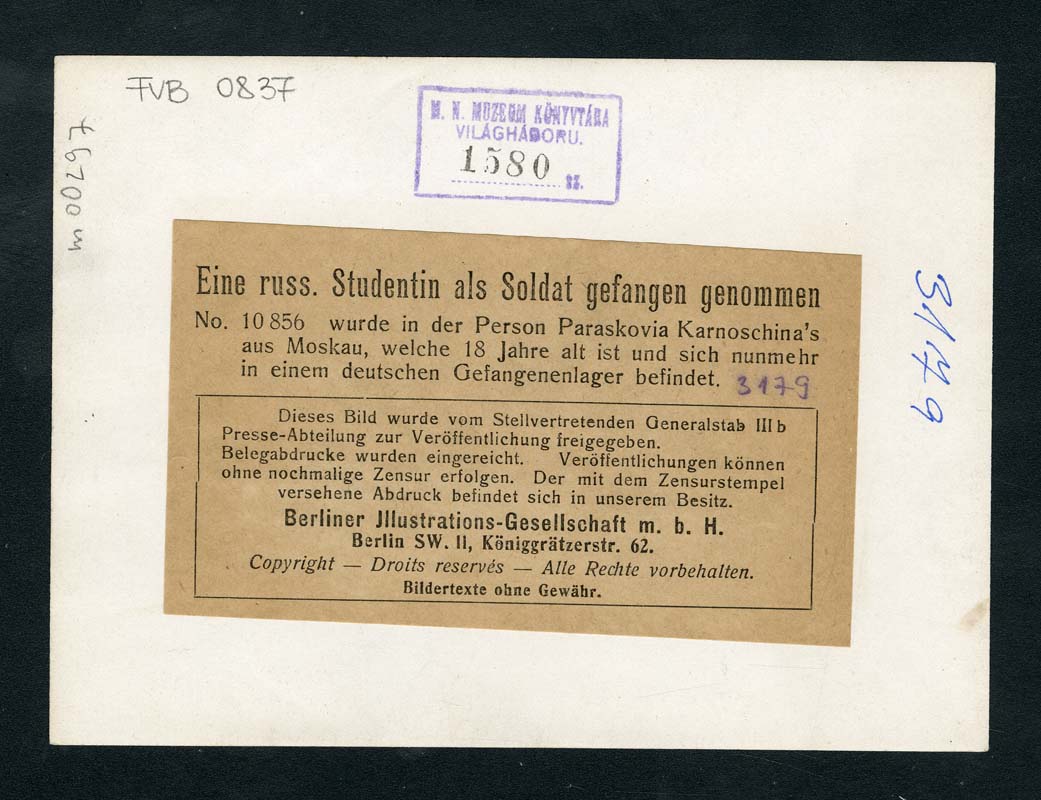 FVB 0837
M. N. MUZEUM KÖNYVTÁRA
VILÁGHÁBORU.
1580
sz.
Eine russ. Studentin als Soldat gefangen genommen
No. 10 856 wurde in der Person Paraskovia Karnoschina's
aus Moskau, welche 18 Jahre alt ist und sich nunmehr
in einem deutschen Gefangenenlager befindet. 3179
Dieses Bild wurde vom Stellvertretenden Generalstab III b
Presse-Abteilung zur Veröffentlichung freigegeben.
Belegabdrucke wurden eingereicht. Veröffentlichungen können
ohne nochmalige Zensur erfolgen. Der mit dem Zensurstempel
versehene Abdruck befindet sich in unserem Besitz.
Berliner Jllustrations-Gesellschaft m. b. H.
Berlin SW. 11, Königgrätzerstr. 62.
Copyright — Droits reservés — Alle Rechte vorbehalten.
Bildertexte ohne Gewähr.
3179